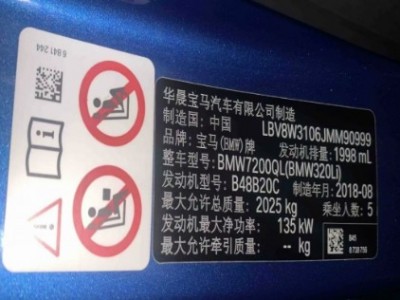 6841244
华晟宝马汽车有限公司制造
制造国：中国 LBV8W3106JMM90999
品牌：宝马(BMW)牌 发动机排量：1998 mL
整车型号：BMW7200QL(BMW320Li)
发动机型号：B48B20C 制造年月：2018-08
最大允许总质量：2025 kg 乘坐人数：5
发动机最大净功率：135 kW
最大允许牵引质量：-- kg
845